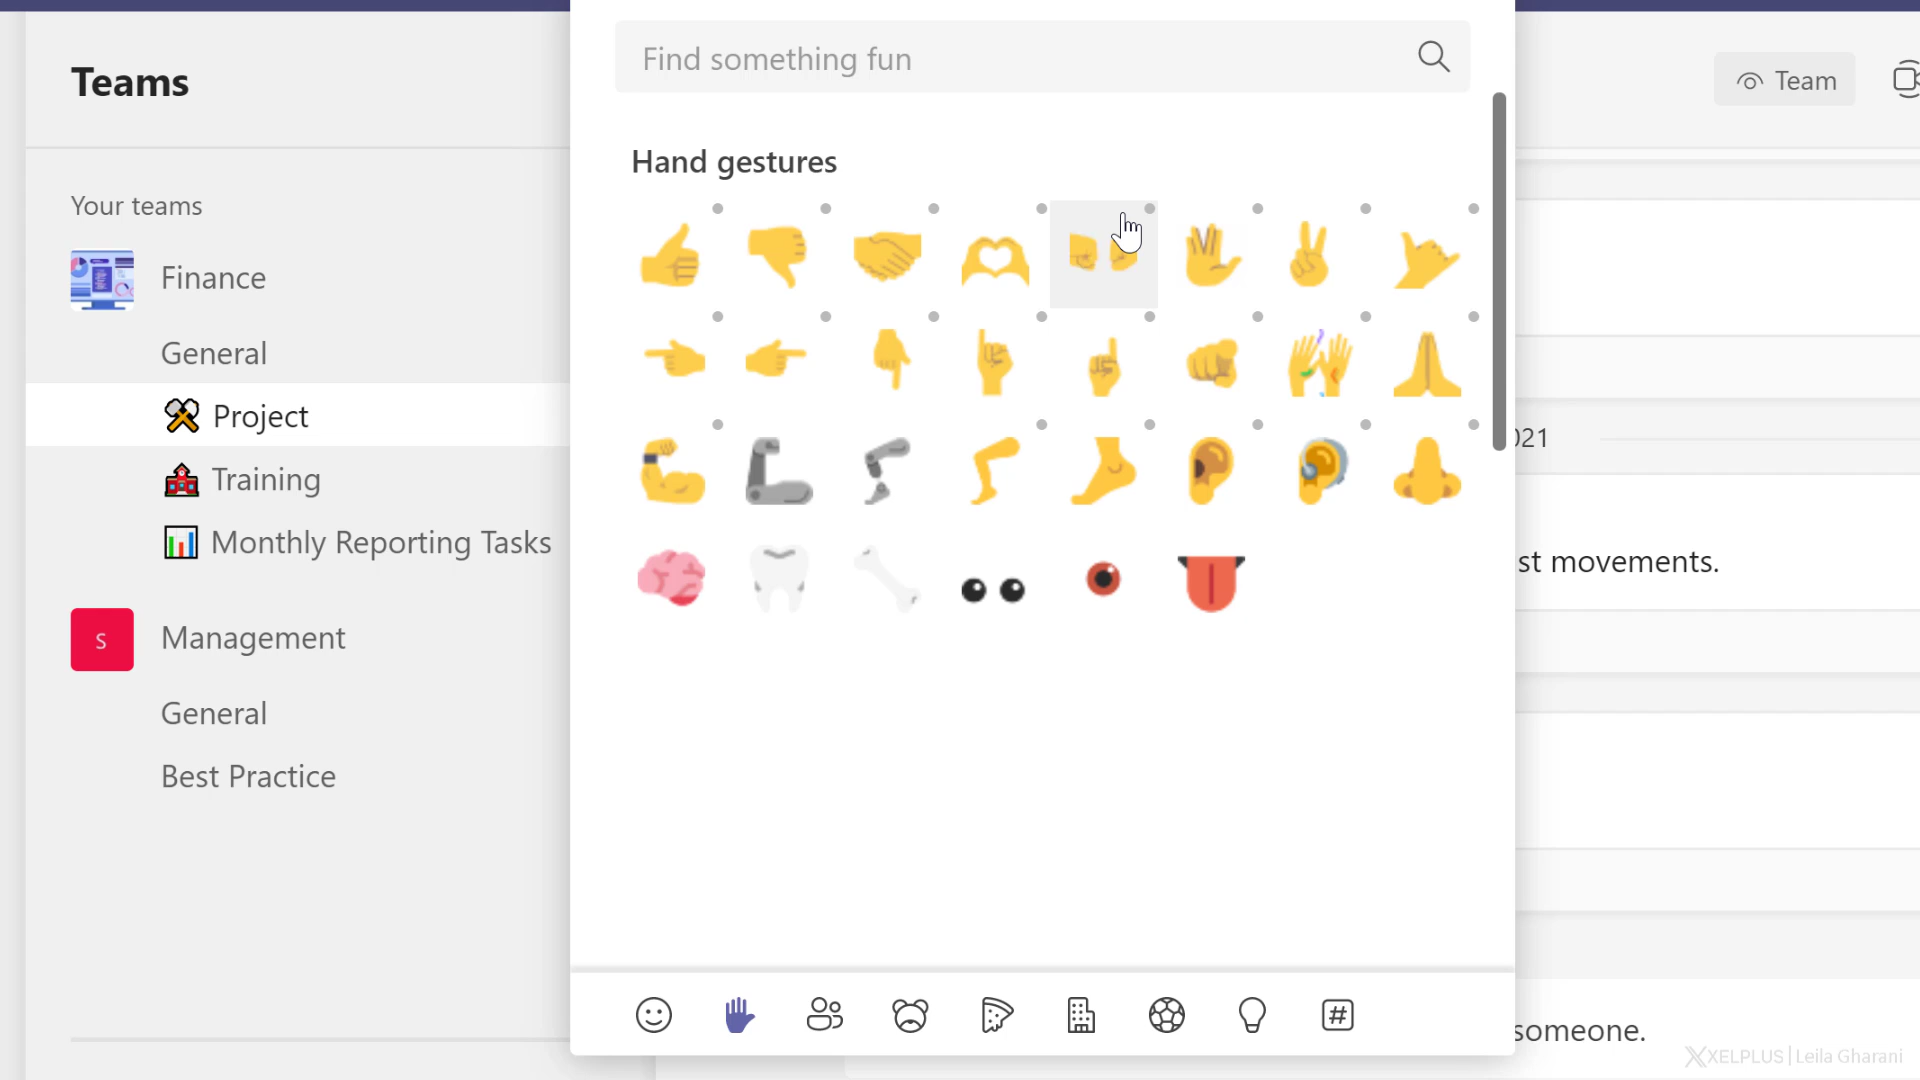 Teams
Your teams
Finance
General
Project
Training
Monthly Reporting Tasks
S
Management
General
Best Practice
Find something fun
Hand gestures
Team
021
st movements.
someone.
XELPLUS | Leila Gharani